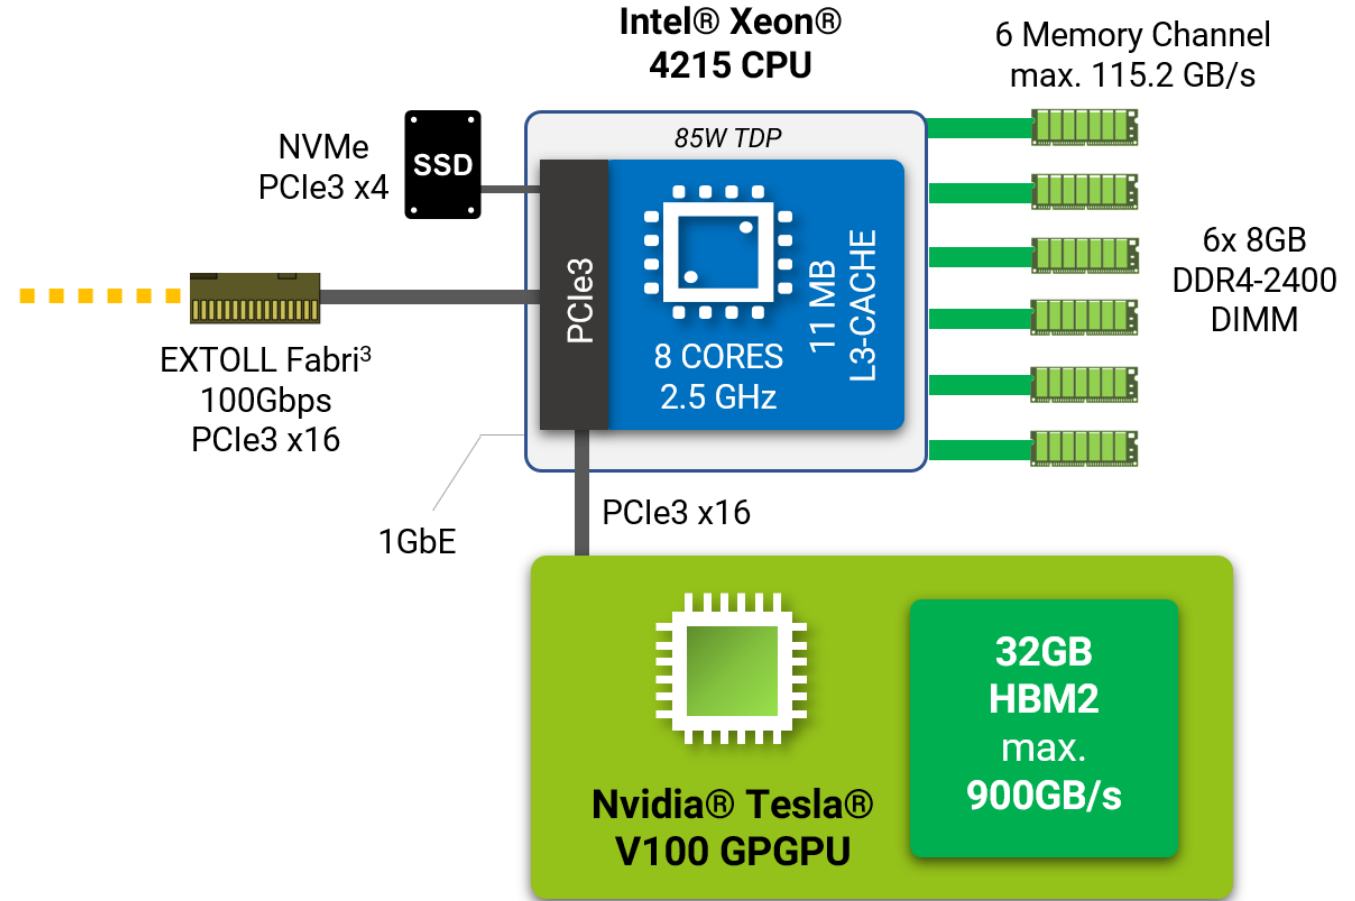 Intel® Xeon®
4215 CPU
6 Memory Channel
max. 115.2 GB/s
85W TDP
NVMe
PCIe3 x4
SSD
PCIe3
8 CORES
2.5 GHz
11 MB
L3-CACHE
6x 8GB
DDR4-2400
DIMM
EXTOLL Fabri³
100Gbps
PCIe3 x16
1GbE
PCIe3 x16
32GB
HBM2
max.
900GB/s
Nvidia® Tesla®
V100 GPGPU